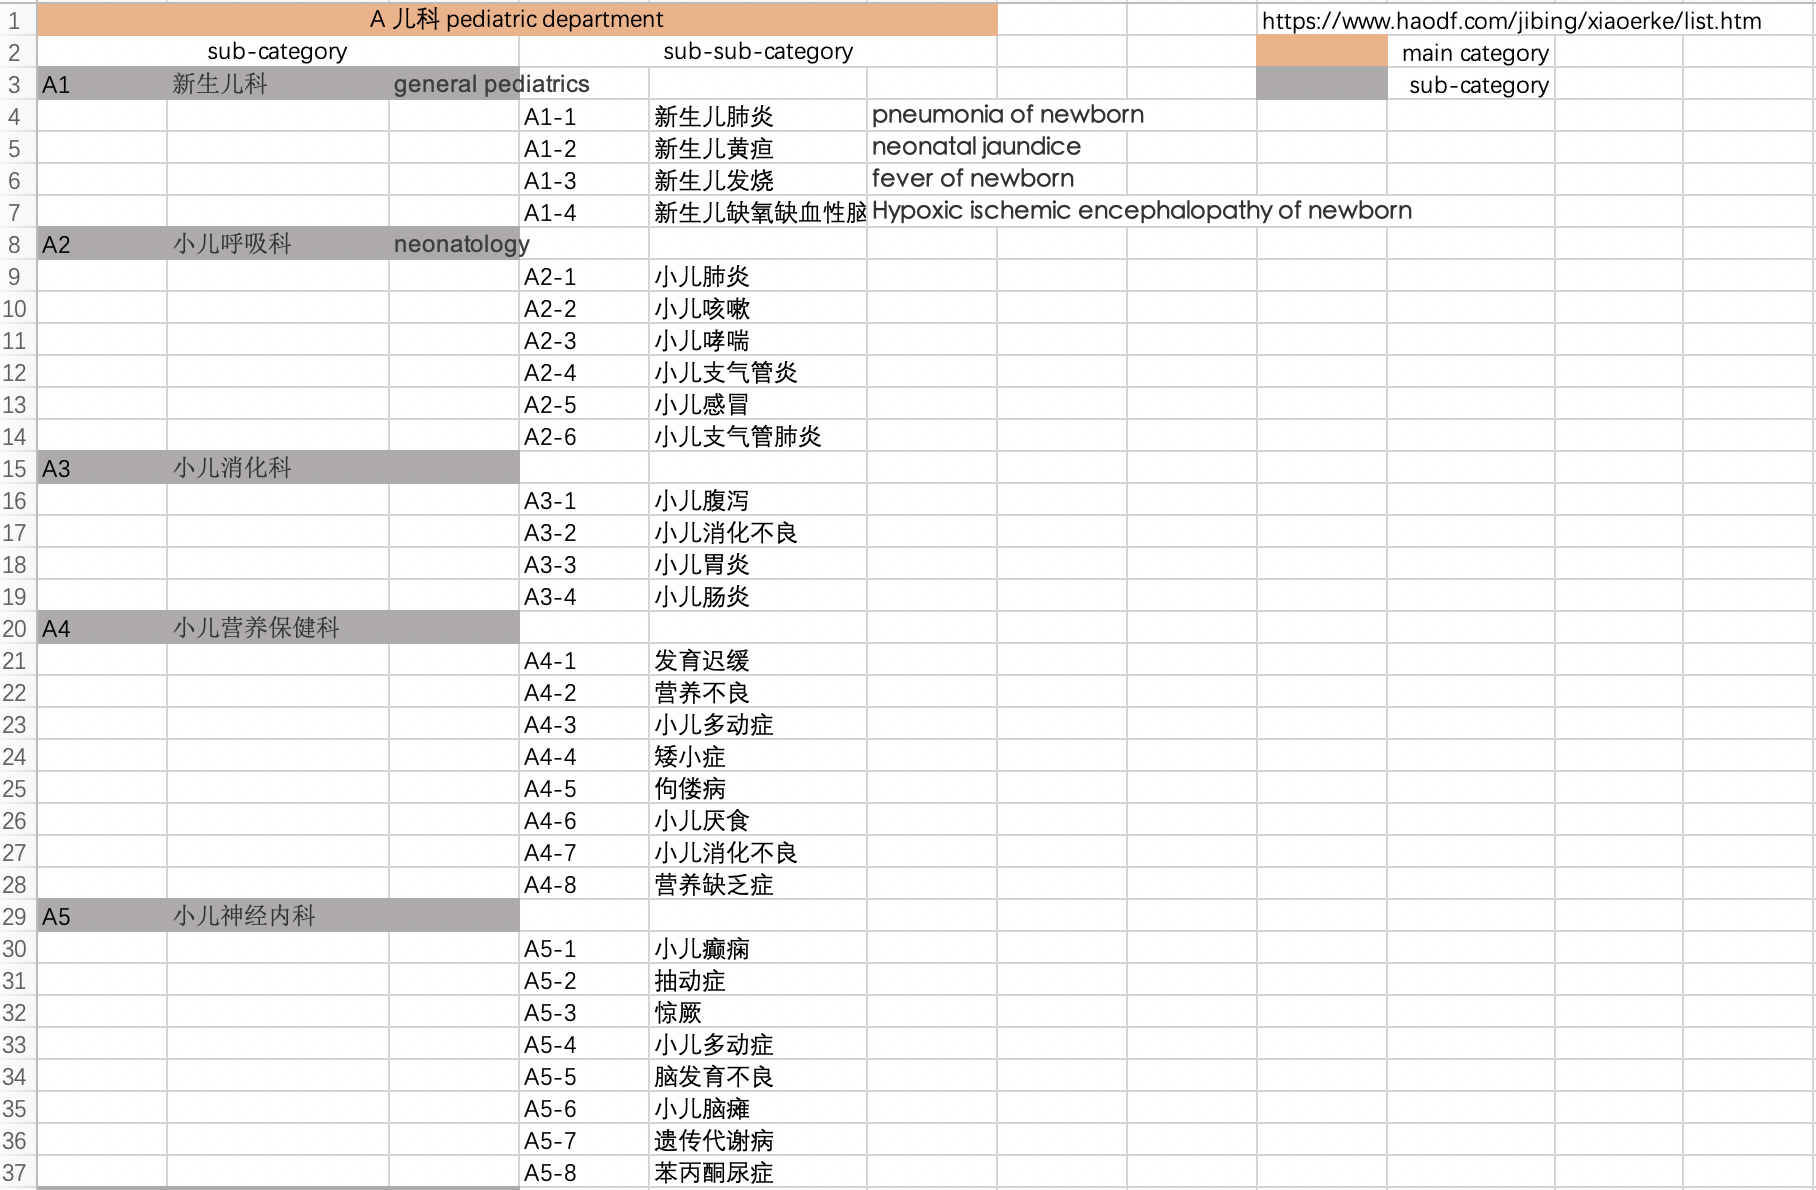 1 A 儿科 pediatric department https://www.haodf.com/jibing/xiaoerke/list.htm
2 sub-category sub-sub-category main category
3 A1 新生儿科 general pediatrics sub-category
4 A1-1 新生儿肺炎 pneumonia of newborn
5 A1-2 新生儿黄疸 neonatal jaundice
6 A1-3 新生儿发烧 fever of newborn
7 A1-4 新生儿缺氧缺血性脑 Hypoxic ischemic encephalopathy of newborn
8 A2 小儿呼吸科 neonatology
9 A2-1 小儿肺炎
10 A2-2 小儿咳嗽
11 A2-3 小儿哮喘
12 A2-4 小儿支气管炎
13 A2-5 小儿感冒
14 A2-6 小儿支气管肺炎
15 A3 小儿消化科
16 A3-1 小儿腹泻
17 A3-2 小儿消化不良
18 A3-3 小儿胃炎
19 A3-4 小儿肠炎
20 A4 小儿营养保健科
21 A4-1 发育迟缓
22 A4-2 营养不良
23 A4-3 小儿多动症
24 A4-4 矮小症
25 A4-5 佝偻病
26 A4-6 小儿厌食
27 A4-7 小儿消化不良
28 A4-8 营养缺乏症
29 A5 小儿神经内科
30 A5-1 小儿癫痫
31 A5-2 抽动症
32 A5-3 惊厥
33 A5-4 小儿多动症
34 A5-5 脑发育不良
35 A5-6 小儿脑瘫
36 A5-7 遗传代谢病
37 A5-8 苯丙酮尿症